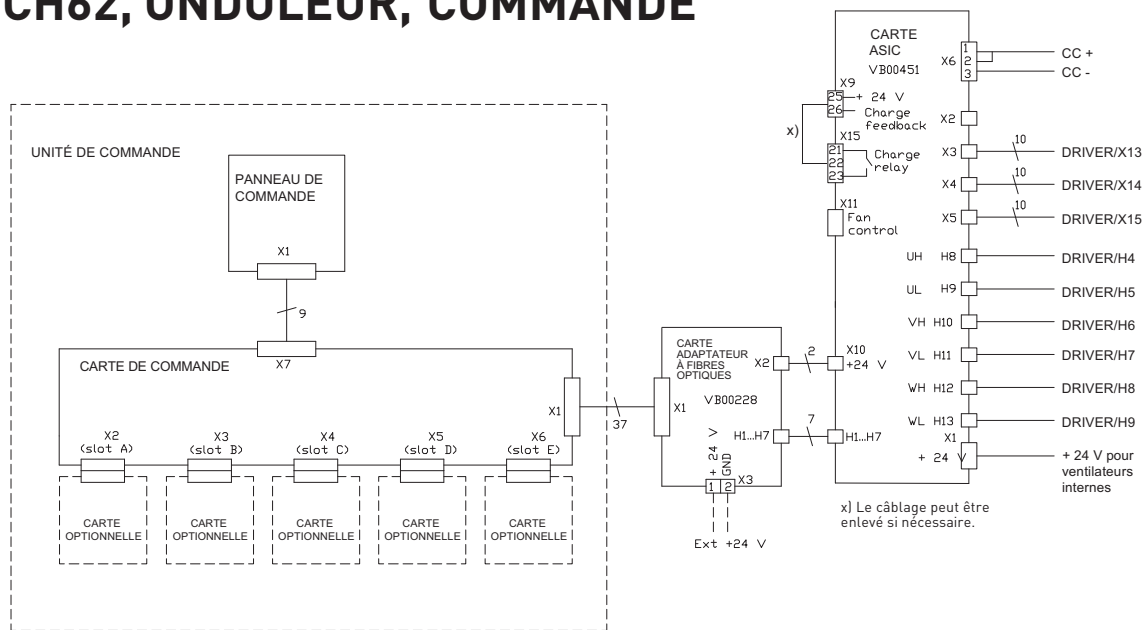 CH62, ONDULEUR, COMMANDE
UNITÉ DE COMMANDE
PANNEAU DE
COMMANDE
X1
9
X7
CARTE DE COMMANDE
X1
37
X2
(slot A)
X3
(slot B)
X4
(slot C)
X5
(slot D)
X6
(slot E)
CARTE
OPTIONNELLE
CARTE
OPTIONNELLE
CARTE
OPTIONNELLE
CARTE
OPTIONNELLE
CARTE
OPTIONNELLE
CARTE
ADAPTATEUR
À FIBRES
OPTIQUES
VB00228
X1
X2
2
H1...H7
7
+ 24 V
GND
1 2 X3
Ext +24 V
CARTE
ASIC
VB00451
X9
25 + 24 V
26 Charge
feedback
x)
X15
21
22
23
Charge
relay
X11
Fan
control
X10
+24 V
H1...H7
X6
1
2
3
CC +
CC -
X2
X3 10 DRIVER/X13
X4 10 DRIVER/X14
X5 10 DRIVER/X15
UH H8 DRIVER/H4
UL H9 DRIVER/H5
VH H10 DRIVER/H6
VL H11 DRIVER/H7
WH H12 DRIVER/H8
WL H13 DRIVER/H9
X1
+ 24 V
+ 24 V pour
ventilateurs
internes
x) Le câblage peut être
enlevé si nécessaire.